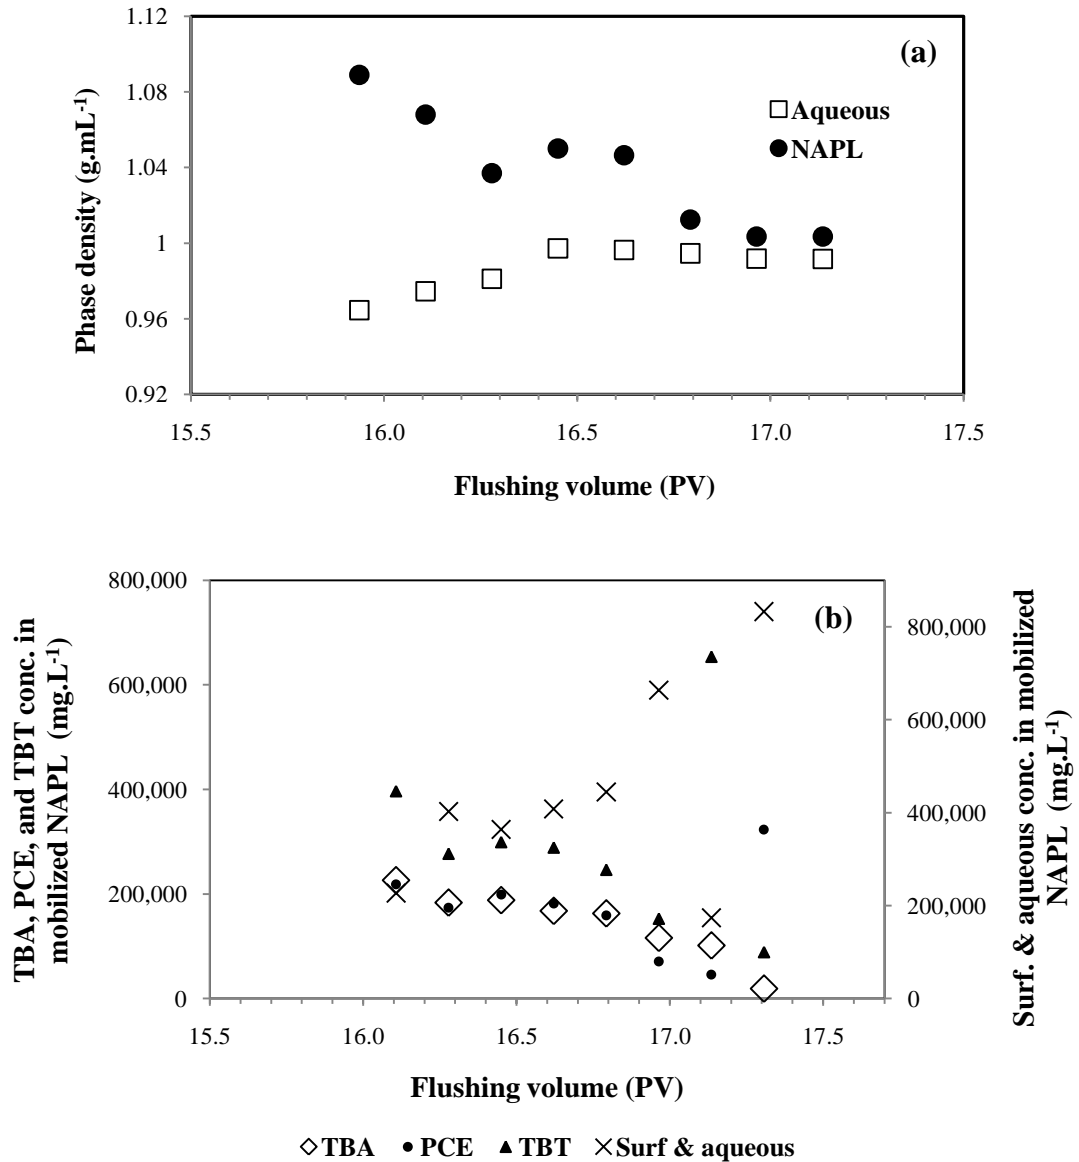 1.12
1.08
1.04
1
0.96
0.92
Phase density (g.mL-1)
(a)
Aqueous
NAPL
15.5 16.0 16.5 17.0 17.5
Flushing volume (PV)
800,000
600,000
400,000
200,000
0
TBA, PCE, and TBT conc. in
mobilized NAPL (mg.L-1)
(b)
800,000
600,000
400,000
200,000
0
Surf. & aqueous conc. in mobilized
NAPL (mg.L-1)
15.5 16.0 16.5 17.0 17.5
Flushing volume (PV)
TBA PCE TBT Surf & aqueous